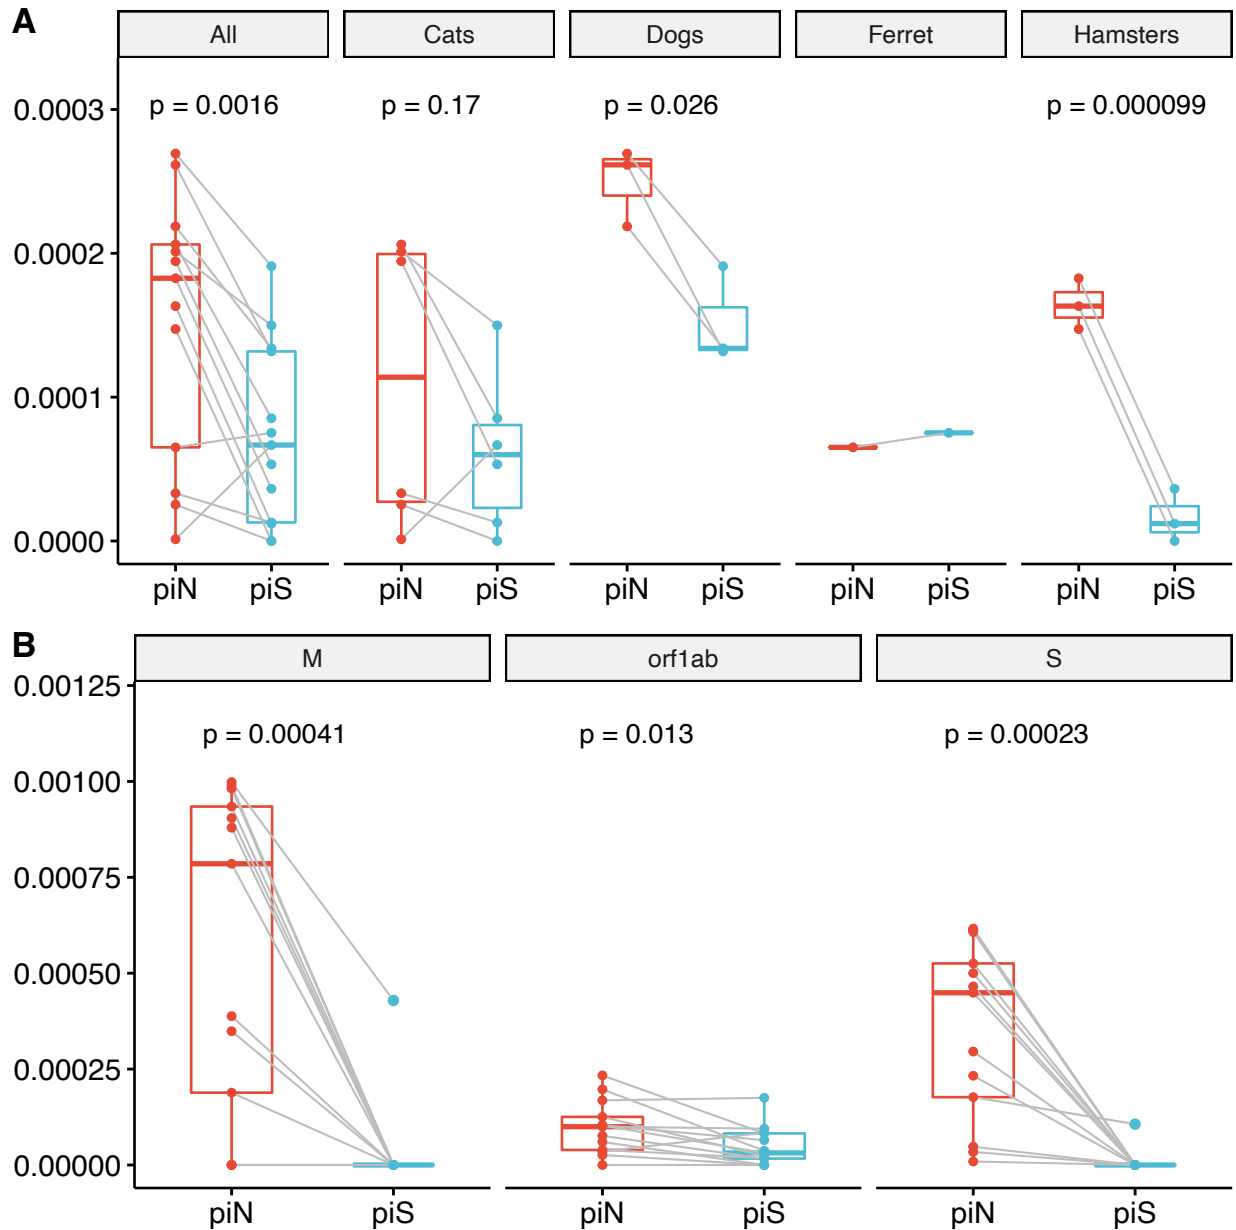 A
All Cats Dogs Ferret Hamsters
p = 0.0016 p = 0.17 p = 0.026 p = 0.000099
0.0003
0.0002
0.0001
0.0000
piN piS piN piS piN piS piN piS piN piS
B
M orf1ab S
0.00125
p = 0.00041 p = 0.013 p = 0.00023
0.00100
0.00075
0.00050
0.00025
0.00000
piN piS piN piS piN piS